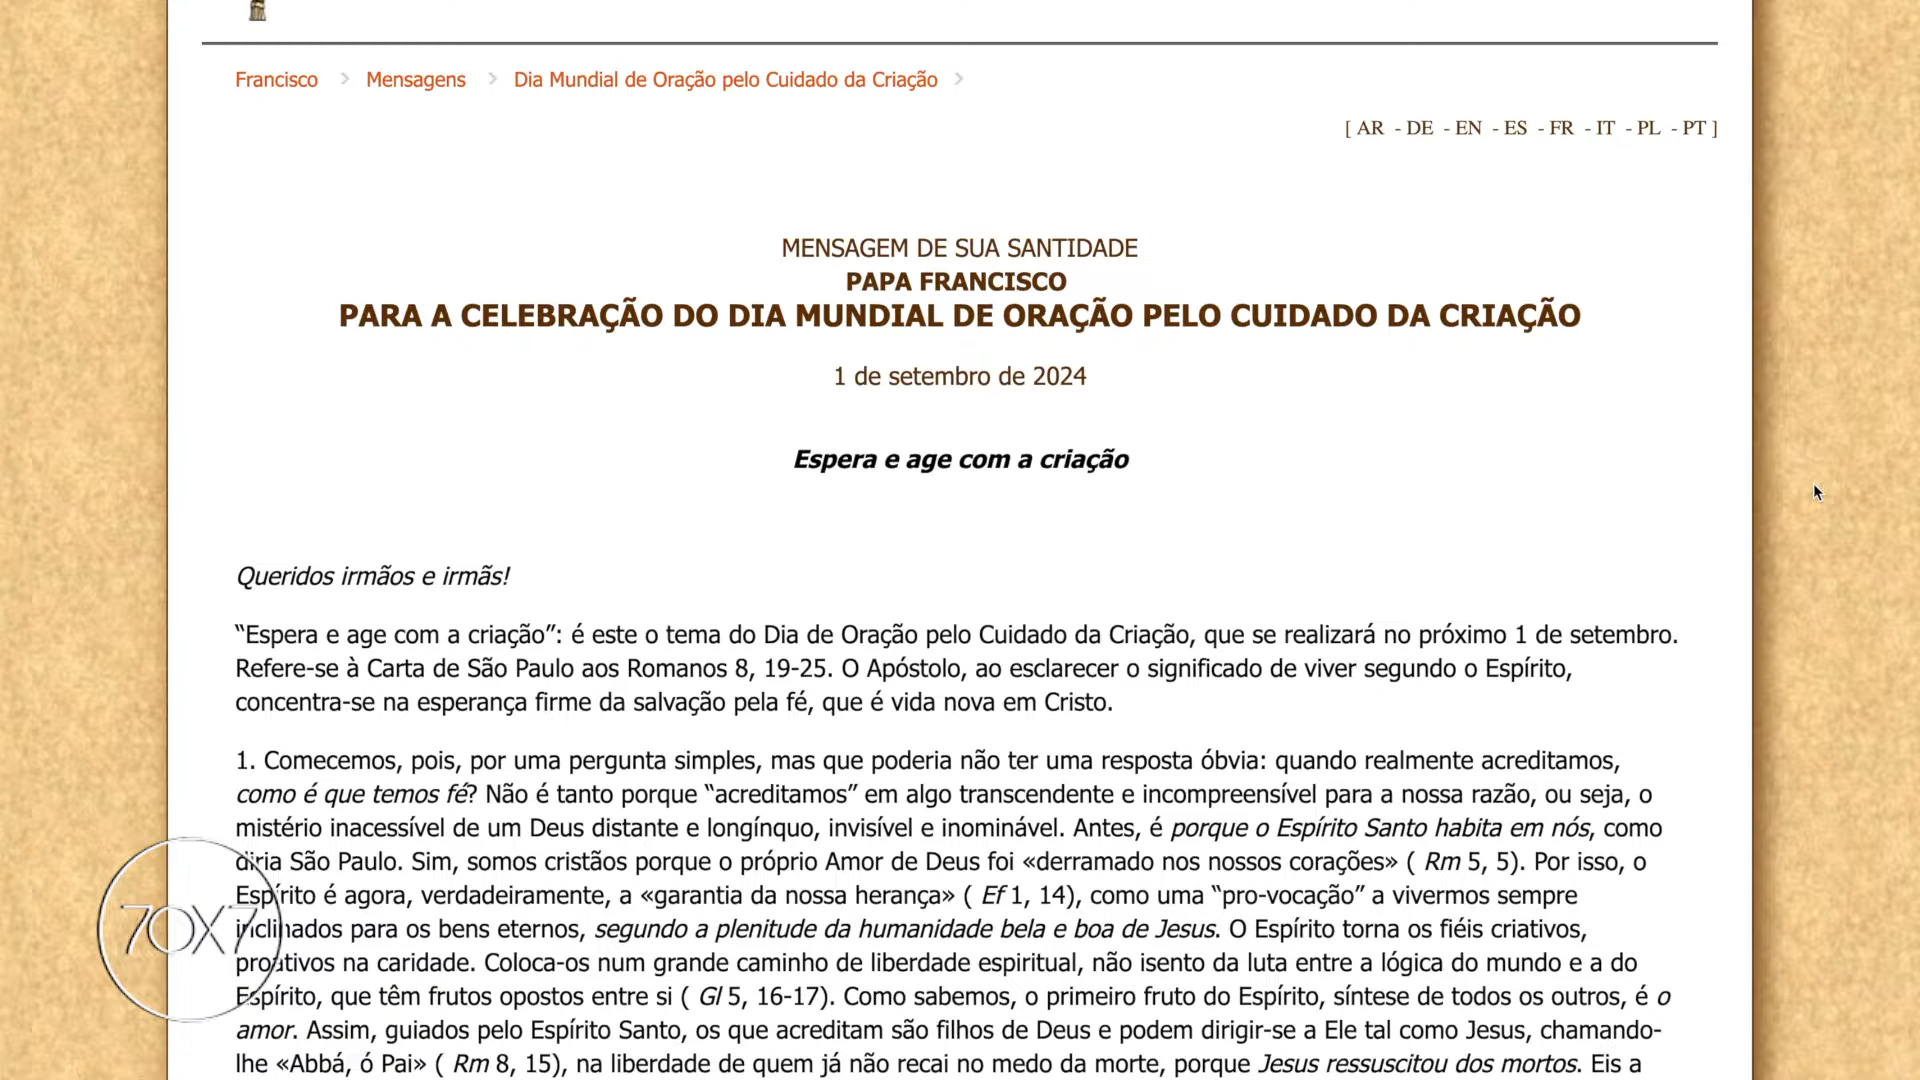 Francisco > Mensagens > Dia Mundial de Oração pelo Cuidado da Criação >
[ AR - DE - EN - ES - FR - IT - PL - PT ]
MENSAGEM DE SUA SANTIDADE
PAPA FRANCISCO
PARA A CELEBRAÇÃO DO DIA MUNDIAL DE ORAÇÃO PELO CUIDADO DA CRIAÇÃO
1 de setembro de 2024
Espera e age com a criação
Queridos irmãos e irmãs!
“Espera e age com a criação”: é este o tema do Dia de Oração pelo Cuidado da Criação, que se realizará no próximo 1 de setembro.
Refere-se à Carta de São Paulo aos Romanos 8, 19-25. O Apóstolo, ao esclarecer o significado de viver segundo o Espírito,
concentra-se na esperança firme da salvação pela fé, que é vida nova em Cristo.
1. Comecemos, pois, por uma pergunta simples, mas que poderia não ter uma resposta óbvia: quando realmente acreditamos,
como é que temos fé? Não é tanto porque “acreditamos” em algo transcendente e incompreensível para a nossa razão, ou seja, o
mistério inacessível de um Deus distante e longínquo, invisível e inominável. Antes, é porque o Espírito Santo habita em nós, como
diria São Paulo. Sim, somos cristãos porque o próprio Amor de Deus foi «derramado nos nossos corações» ( Rm 5, 5). Por isso, o
Espírito é agora, verdadeiramente, a «garantia da nossa herança» ( Ef 1, 14), como uma “pro-vocação” a vivermos sempre
inclinados para os bens eternos, segundo a plenitude da humanidade bela e boa de Jesus. O Espírito torna os fiéis criativos,
proativos na caridade. Coloca-os num grande caminho de liberdade espiritual, não isento da luta entre a lógica do mundo e a do
Espírito, que têm frutos opostos entre si ( Gl 5, 16-17). Como sabemos, o primeiro fruto do Espírito, síntese de todos os outros, é o
amor. Assim, guiados pelo Espírito Santo, os que acreditam são filhos de Deus e podem dirigir-se a Ele tal como Jesus, chamando-
lhe «Abbá, ó Pai» ( Rm 8, 15), na liberdade de quem já não recai no medo da morte, porque Jesus ressuscitou dos mortos. Eis a
70X7